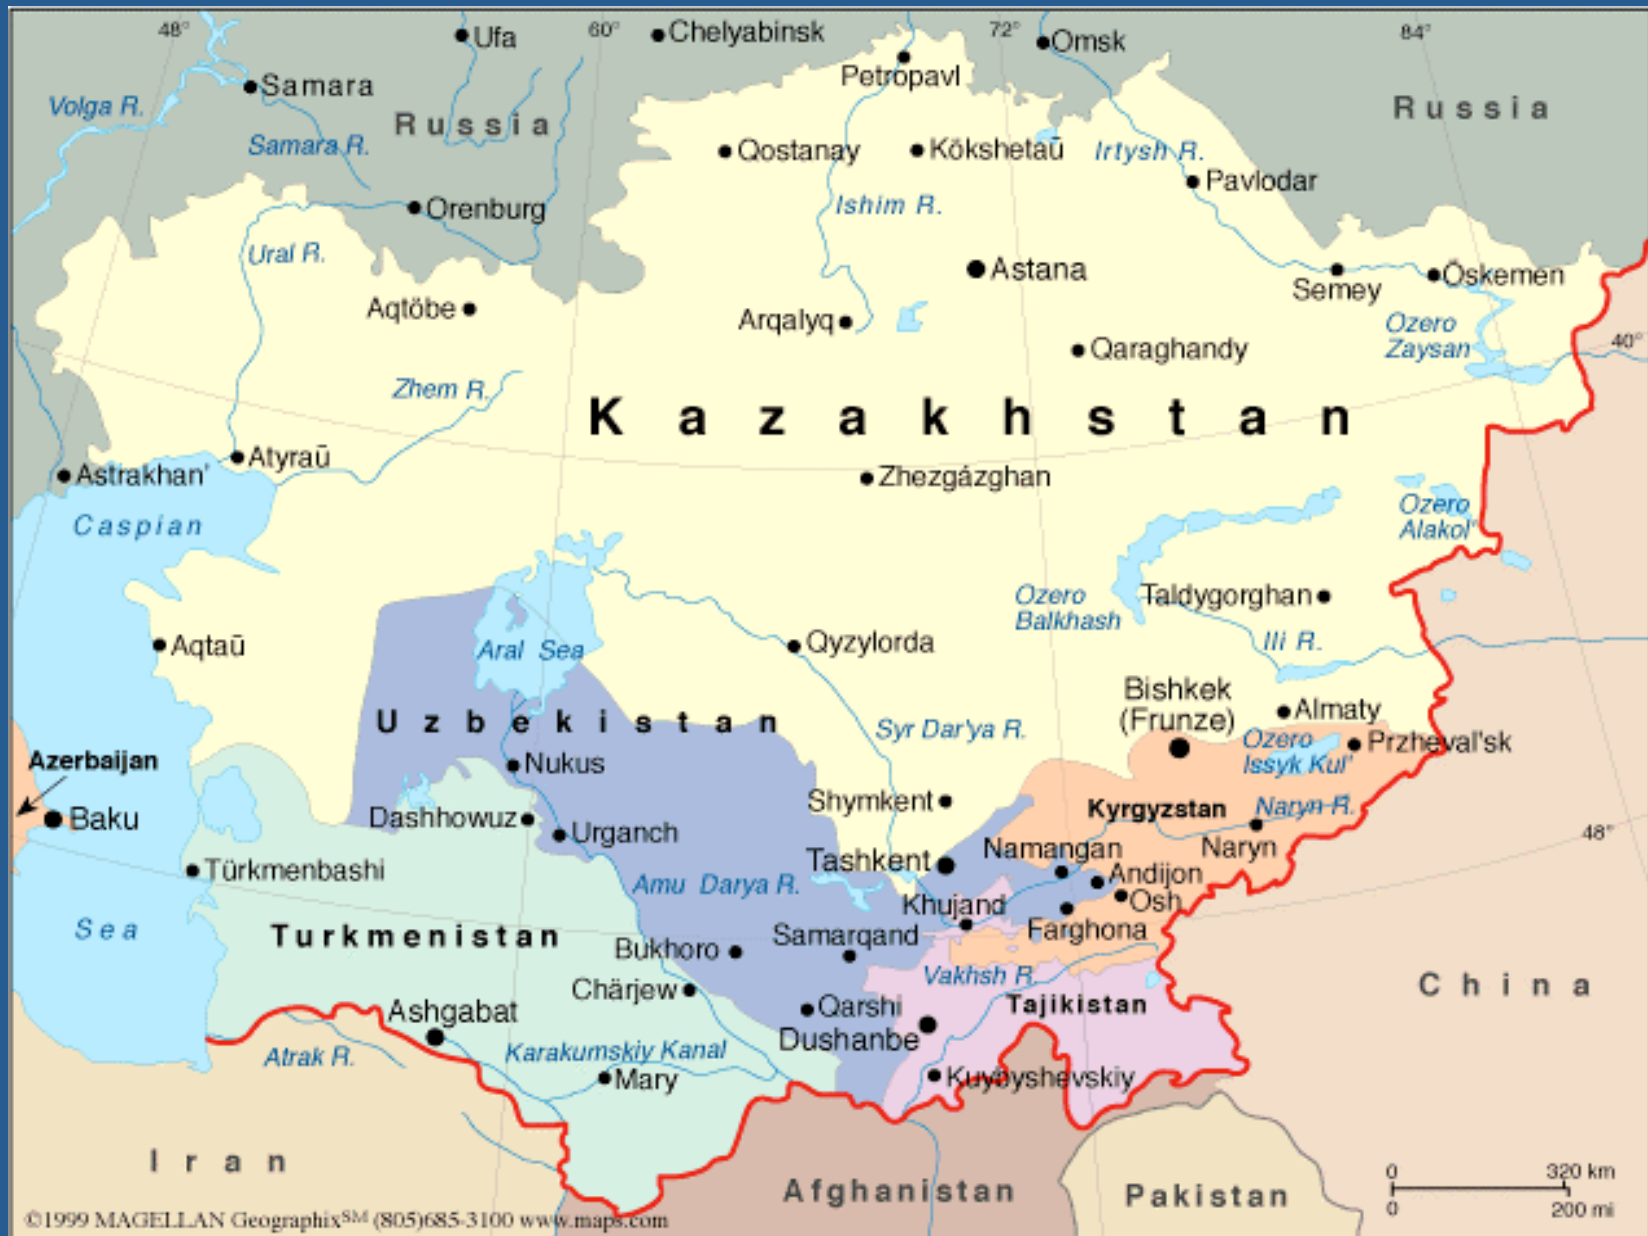 48°
60°
72°
84°
Ufa
Chelyabinsk
Omsk
Petropavl
Samara
Volga R.
Russia
Russia
Samara R.
Qostanay
Kökshetaū
Irtysh R.
Pavlodar
Orenburg
Ishim R.
Ural R.
Astana
Semey
Öskemen
Aqtöbe
Arqalyq
Ozero
Zaysan
Qaraghandy
40°
Zhem R.
Kazakhstan
Atyraū
Astrakhan'
Zhezgázghan
Caspian
Ozero
Alakol'
Ozero
Balkhash
Taldygorghan
Aqtaū
Aral Sea
Qyzylorda
Ili R.
Bishkek
(Frunze)
Almaty
Uzbekistan
Syr Dar'ya R.
Ozero
Issyk Kul'
Przheval'sk
Azerbaijan
Nukus
Baku
Dashhowuz
Urganch
Shymkent
Kyrgyzstan
Naryn R.
48°
Tashkent
Namangan
Naryn
Türkmenbashi
Amu Darya R.
Andijon
Khujand
Osh
Sea
Turkmenistan
Bukhoro
Samarqand
Farghona
Vakhsh R.
Chärjew
China
Ashgabat
Qarshi
Tajikistan
Dushanbe
Atrak R.
Karakumskiy Kanal
Mary
Kuybyshevskiy
Iran
Afghanistan
Pakistan
0 320 km
0 200 mi
©1999 MAGELLAN Geographix℠ (805)685-3100 www.maps.com